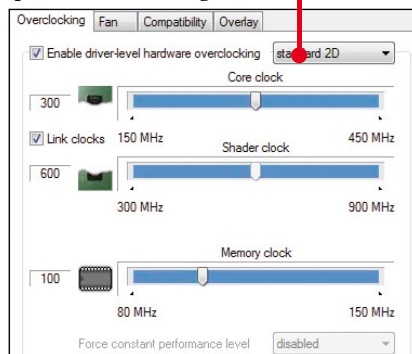 Overclocking Fan Compatibility Overlay
Enable driver-level hardware overclocking standard 2D
Core clock
300
Link clocks 150 MHz 450 MHz
Shader clock
600
300 MHz 900 MHz
Memory clock
100
80 MHz 150 MHz
Force constant performance level disabled